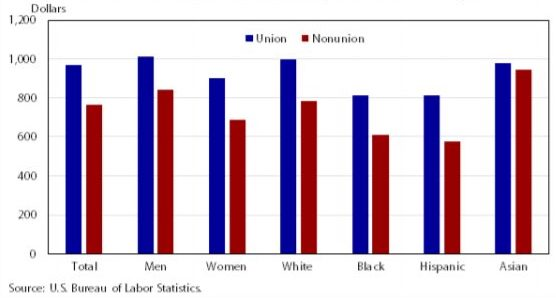 Dollars
1,200
Union Nonunion
1,000
800
600
400
200
0
Total Men Women White Black Hispanic Asian
Source: U.S. Bureau of Labor Statistics.